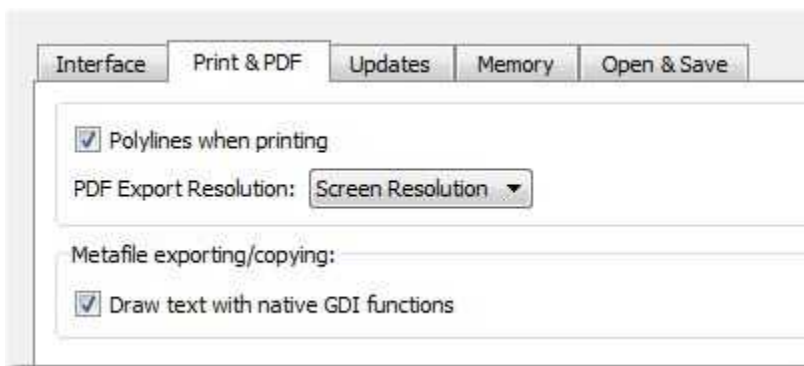 Interface Print & PDF Updates Memory Open & Save
Polylines when printing
PDF Export Resolution: Screen Resolution
Metafile exporting/copying:
Draw text with native GDI functions